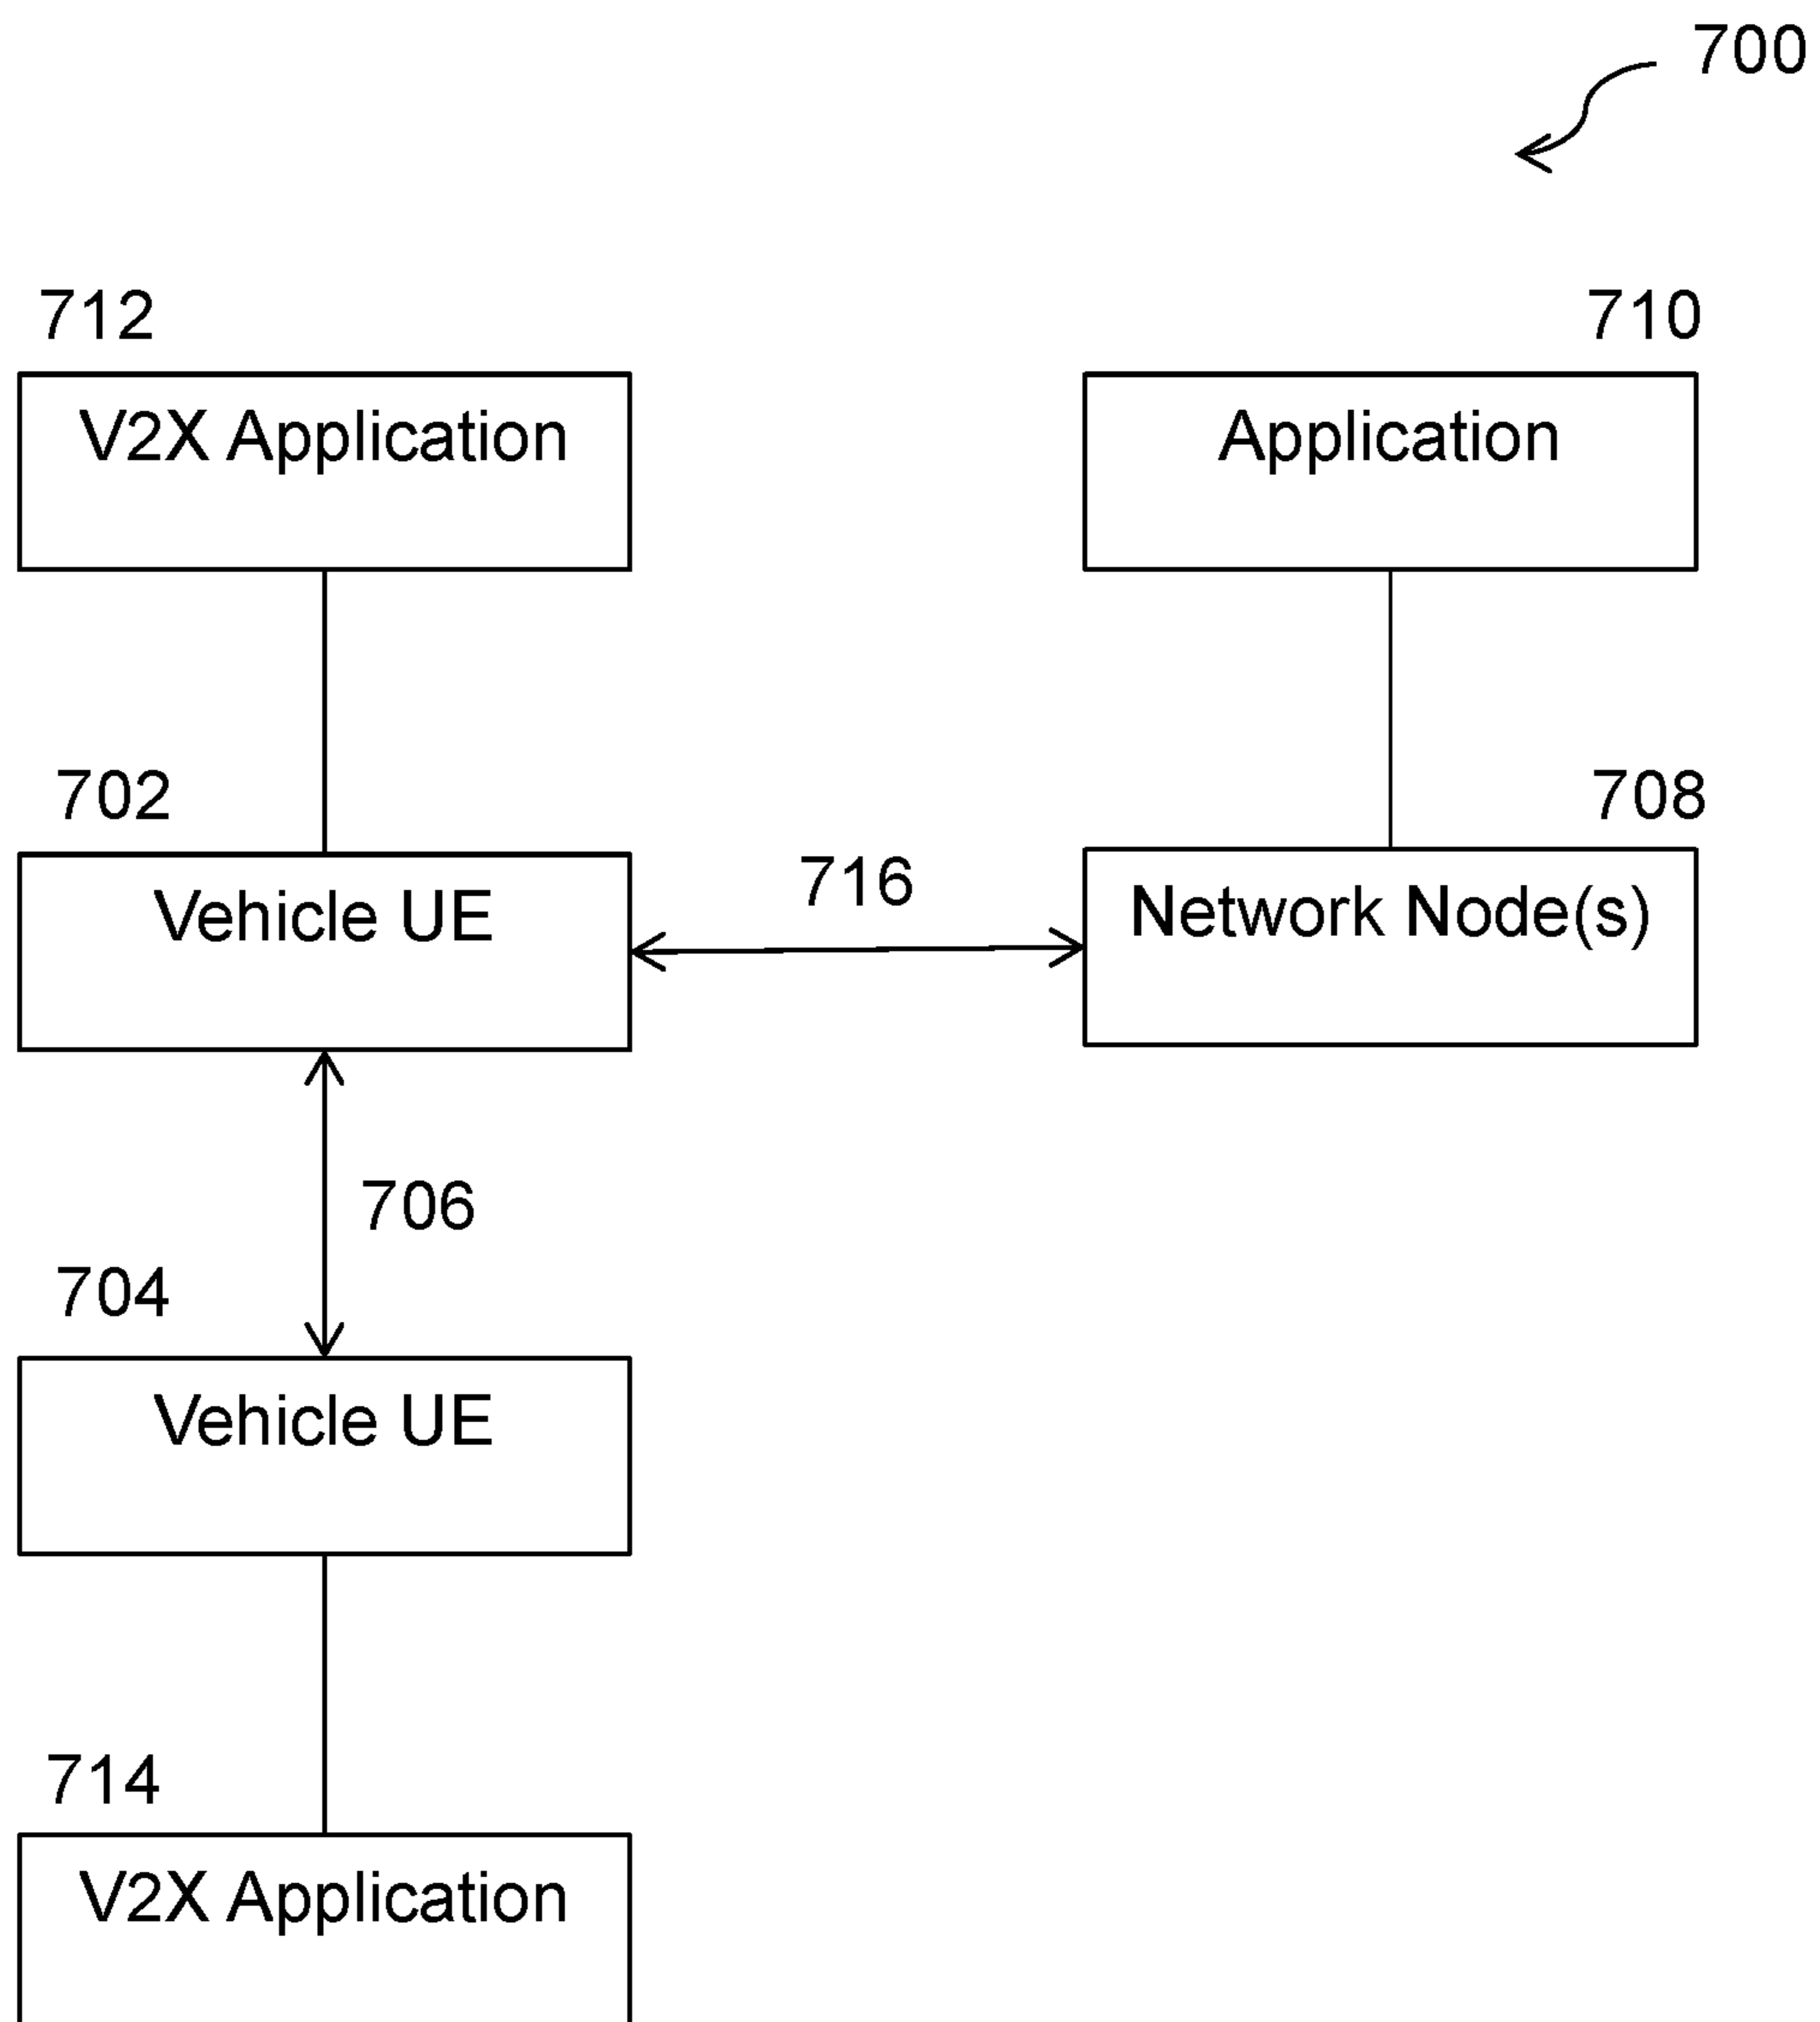 700
712
710
V2X Application
Application
702
708
716
Vehicle UE
Network Node(s)
706
704
Vehicle UE
714
V2X Application